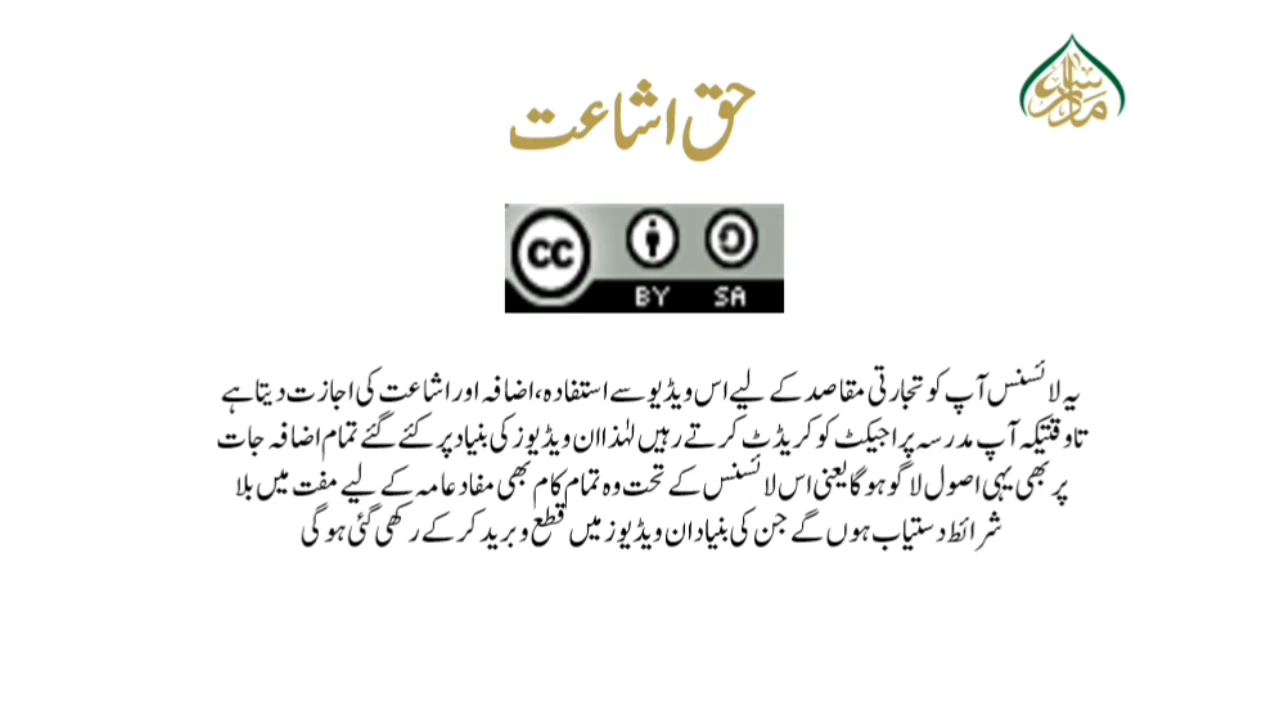 حق اشاعت
cc
BY SA
یہ لائسنس آپ کو تجارتی مقاصد کے لیے اس ویڈیو سے استفادہ، اضافہ اور اشاعت کی اجازت دیتا ہے
تاوقتیکہ آپ مدرسہ پراجیکٹ کو کریڈٹ کرتے رہیں لہٰذا ان ویڈیوز کی بنیاد پر کئے گئے تمام اضافہ جات
پر بھی یہی اصول لاگو ہوگا یعنی اس لائسنس کے تحت وہ تمام کام بھی مفاد عامہ کے لیے مفت میں بلا
شرائط دستیاب ہوں گے جن کی بنیاد ان ویڈیوز میں قطع و برید کر کے رکھی گئی ہو گی